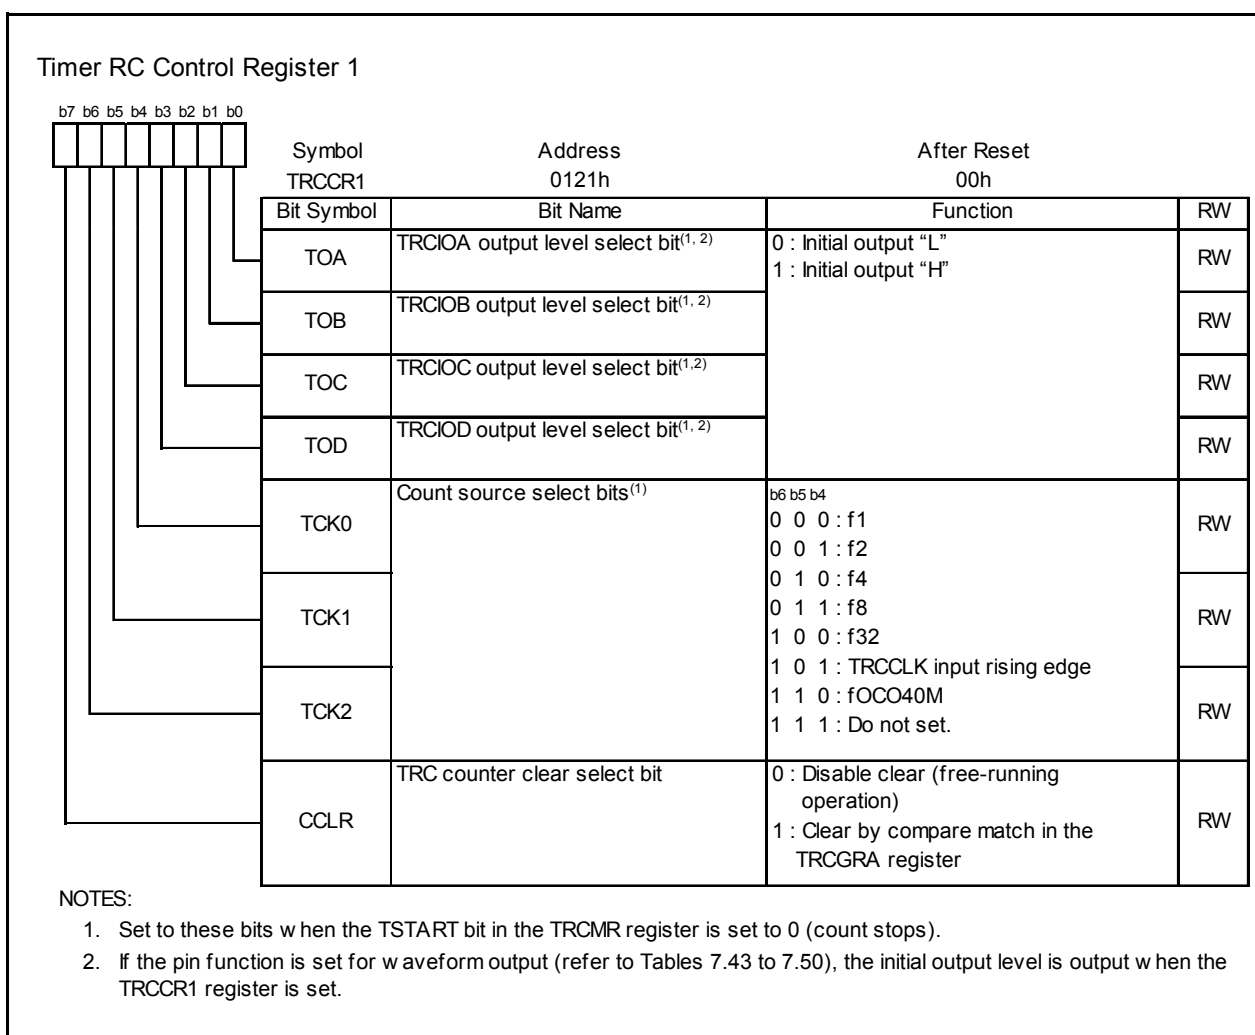 Timer RC Control Register 1
b7 b6 b5 b4 b3 b2 b1 b0
Symbol Address After Reset
TRCCR1 0121h 00h
Bit Symbol Bit Name Function RW
TOA TRCIOA output level select bit(1, 2) 0 : Initial output “L” RW
1 : Initial output “H”
TOB TRCIOB output level select bit(1, 2) RW
TOC TRCIOC output level select bit(1,2) RW
TOD TRCIOD output level select bit(1, 2) RW
Count source select bits(1) b6 b5 b4
TCK0 0 0 0 : f1 RW
0 0 1 : f2
0 1 0 : f4
TCK1 0 1 1 : f8 RW
1 0 0 : f32
1 0 1 : TRCCLK input rising edge
TCK2 1 1 0 : fOCO40M RW
1 1 1 : Do not set.
CCLR TRC counter clear select bit 0 : Disable clear (free-running RW
operation)
1 : Clear by compare match in the
TRCGRA register
NOTES:
1. Set to these bits when the TSTART bit in the TRCMR register is set to 0 (count stops).
2. If the pin function is set for waveform output (refer to Tables 7.43 to 7.50), the initial output level is output when the
TRCCR1 register is set.